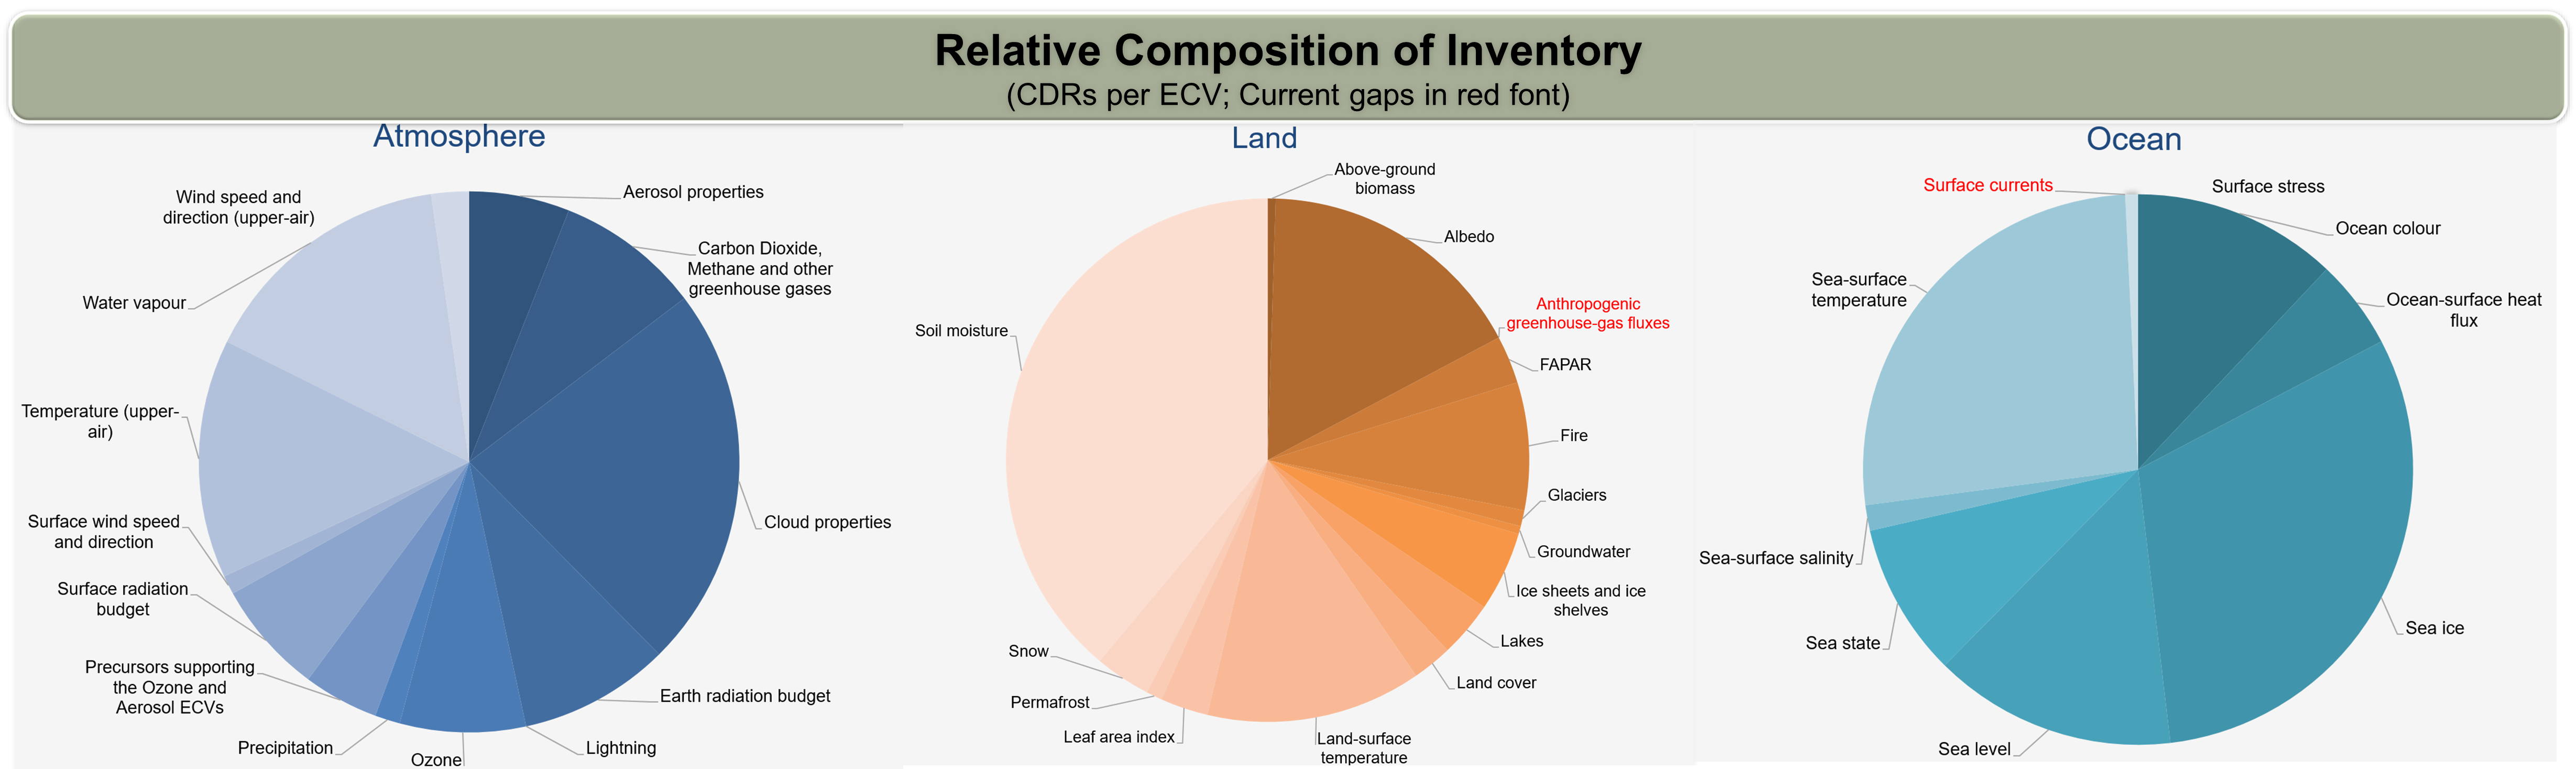 Relative Composition of Inventory
(CDRs per ECV; Current gaps in red font)
Atmosphere
Aerosol properties
Carbon Dioxide,
Methane and other
greenhouse gases
Cloud properties
Earth radiation budget
Lightning
Ozone
Precipitation
Precursors supporting
the Ozone and
Aerosol ECVs
Surface radiation
budget
Surface wind speed
and direction
Temperature (upper-
air)
Water vapour
Wind speed and
direction (upper-air)
Land
Above-ground
biomass
Albedo
Anthropogenic
greenhouse-gas fluxes
FAPAR
Fire
Glaciers
Groundwater
Ice sheets and ice
shelves
Lakes
Land cover
Land-surface
temperature
Leaf area index
Permafrost
Snow
Soil moisture
Ocean
Surface stress
Ocean colour
Ocean-surface heat
flux
Sea ice
Sea level
Sea state
Sea-surface salinity
Sea-surface
temperature
Surface currents